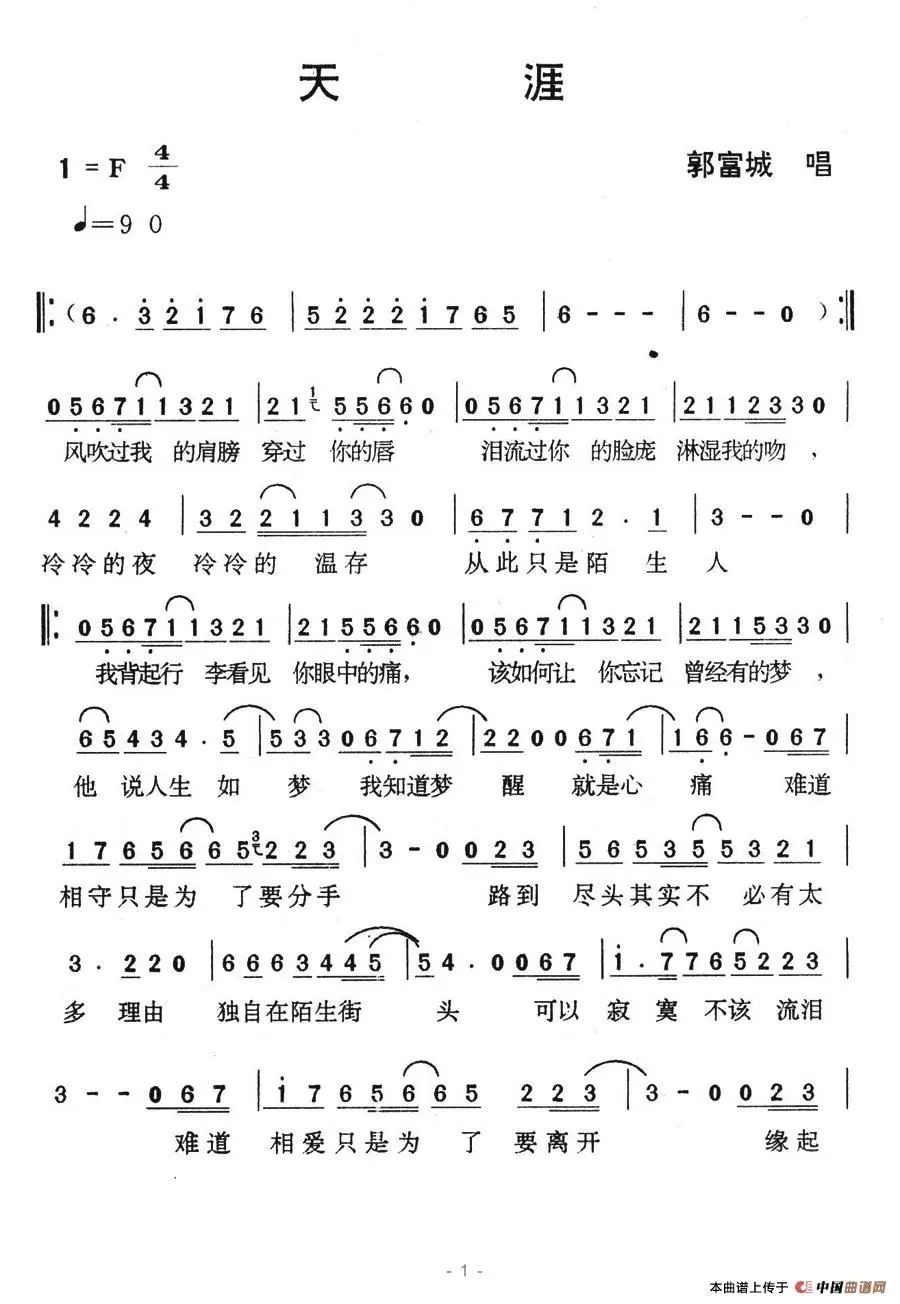 天 涯
1 = F 4/4
郭富城 唱
♩=90
‖:(6 · 3 2 1 7 6 | 5 2 2 2 1 7 6 5 | 6 - - - | 6 - - 0 ):‖
0 5 6 7 1 1 3 2 1 | 2 1 1 5 5 6 6 0 | 0 5 6 7 1 1 3 2 1 | 2 1 1 2 3 3 0 |
风吹过我 的肩膀 穿过 你的唇 泪流过你 的脸庞 淋湿我的吻,
4 2 2 4 | 3 2 2 1 1 3 3 0 | 6 7 7 1 2 · 1 | 3 - - 0 |
冷冷的夜 冷冷的 温存 从此只是陌 生 人
‖: 0 5 6 7 1 1 3 2 1 | 2 1 5 5 6 6 0 | 0 5 6 7 1 1 3 2 1 | 2 1 1 5 3 3 0 |
我背起行 李看见 你眼中的痛, 该如何让 你忘记 曾经有的梦,
6 5 4 3 4 · 5 | 5 3 3 0 6 7 1 2 | 2 2 0 0 6 7 1 | 1 6 6 - 0 6 7 |
他 说人生 如 梦 我知道梦 醒 就是心 痛 难道
1 7 6 5 6 6 5 3 2 2 3 | 3 - 0 0 2 3 | 5 6 5 3 5 5 3 2 1 |
相守只是为 了要分手 路到 尽头其实不 必有太
3 · 2 2 0 | 6 6 6 3 4 4 5 | 5 4 · 0 0 6 7 | 1 · 7 7 6 5 2 2 3 |
多 理由 独自在陌生街 头 可以 寂 寞 不该 流泪
3 - - 0 6 7 | 1 7 6 5 6 6 5 2 2 3 | 3 - 0 0 2 3 |
难道 相爱只是为 了 要离开 缘起
- 1 -
本曲谱上传于 中国曲谱网